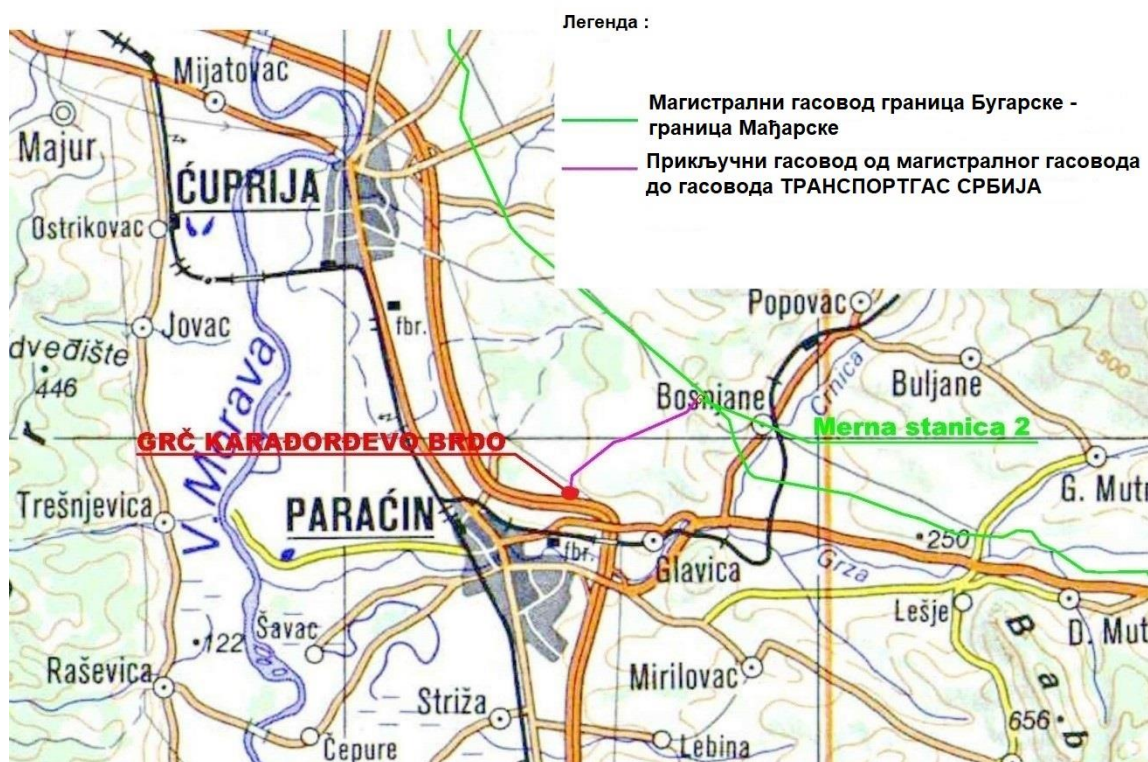 Легенда :
Магистрални гасовод граница Бугарске -
граница Мађарске
Прикључни гасовод од магистралног гасовода
до гасовода ТРАНСПОРТГАС СРБИЈА
Mijatovac
Majur
ĆUPRIJA
Ostrikovac
Jovac
fbr.
Popovac
dvedište
446
Buljane
500
Bosnjane
Crnica
V. Morava
GRČ KARAĐORĐEVO BRDO
Merna stanica 2
Trešnjevica
PARAĆIN
G. Mutn
fbr.
Glavica
250
Grza
Lešje
D. Mut
122
Šavac
Raševica
Mirilovac
Striža
B a b
656
Čepure
Lebina